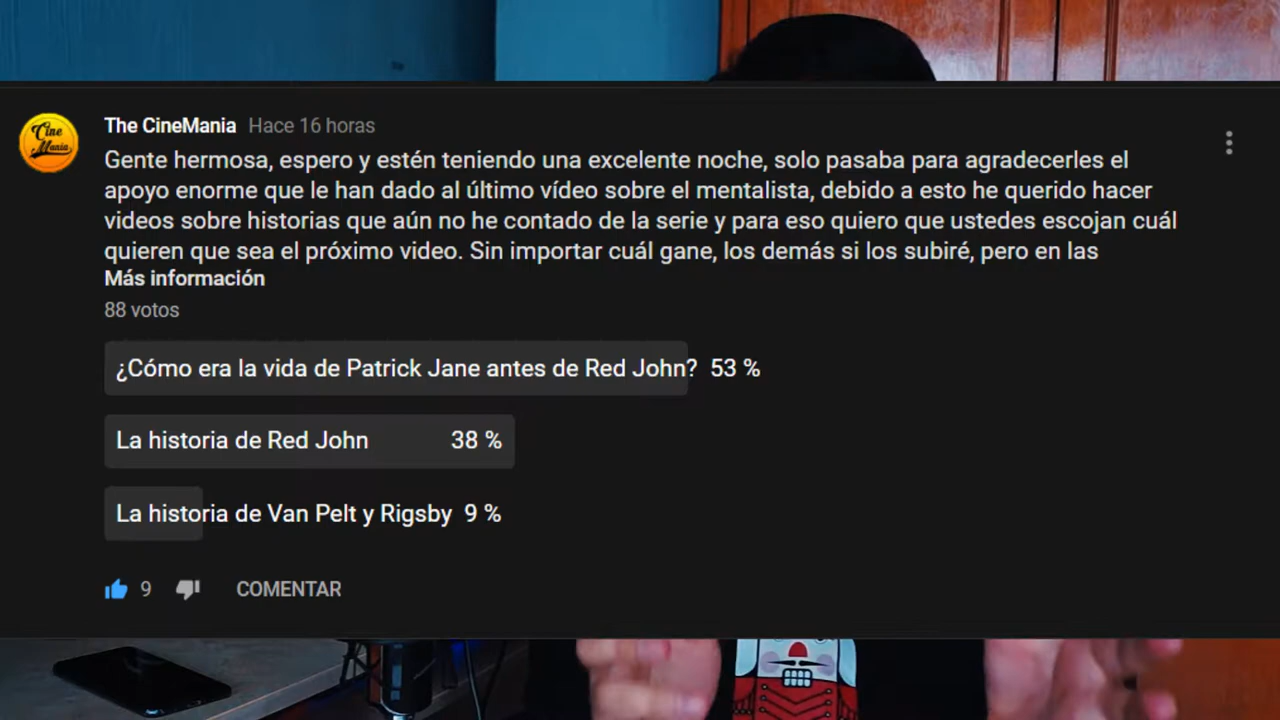 Cine
Mania
The CineMania Hace 16 horas
Gente hermosa, espero y estén teniendo una excelente noche, solo pasaba para agradecerles el
apoyo enorme que le han dado al último vídeo sobre el mentalista, debido a esto he querido hacer
videos sobre historias que aún no he contado de la serie y para eso quiero que ustedes escojan cuál
quieren que sea el próximo video. Sin importar cuál gane, los demás si los subiré, pero en las
Más información
88 votos
¿Cómo era la vida de Patrick Jane antes de Red John? 53 %
La historia de Red John 38 %
La historia de Van Pelt y Rigsby 9 %
9 COMENTAR